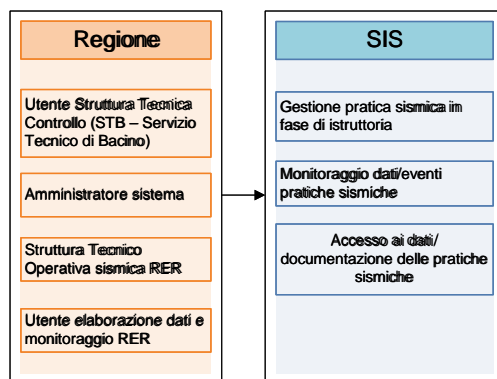 Regione
Utente Struttura Tecnica
Controllo (STB – Servizio
Tecnico di Bacino)
Amministratore sistema
Struttura Tecnico
Operativa sismica RER
Utente elaborazione dati e
monitoraggio RER
SIS
Gestione pratica sismica in
fase di istruttoria
Monitoraggio dati/eventi
pratiche sismiche
Accesso ai dati/
documentazione delle pratiche
sismiche